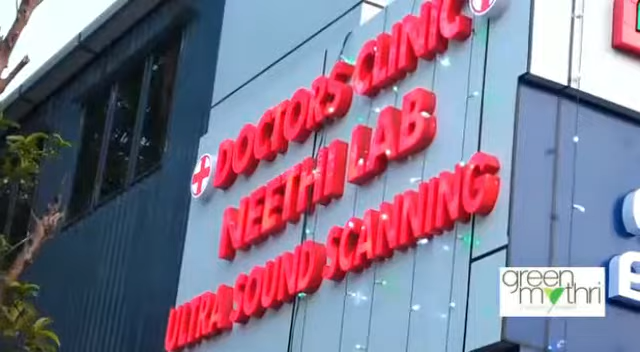 DOCTORS CLINIC
NEETHI LAB
ULTRA SOUND SCANNING
green
mythri